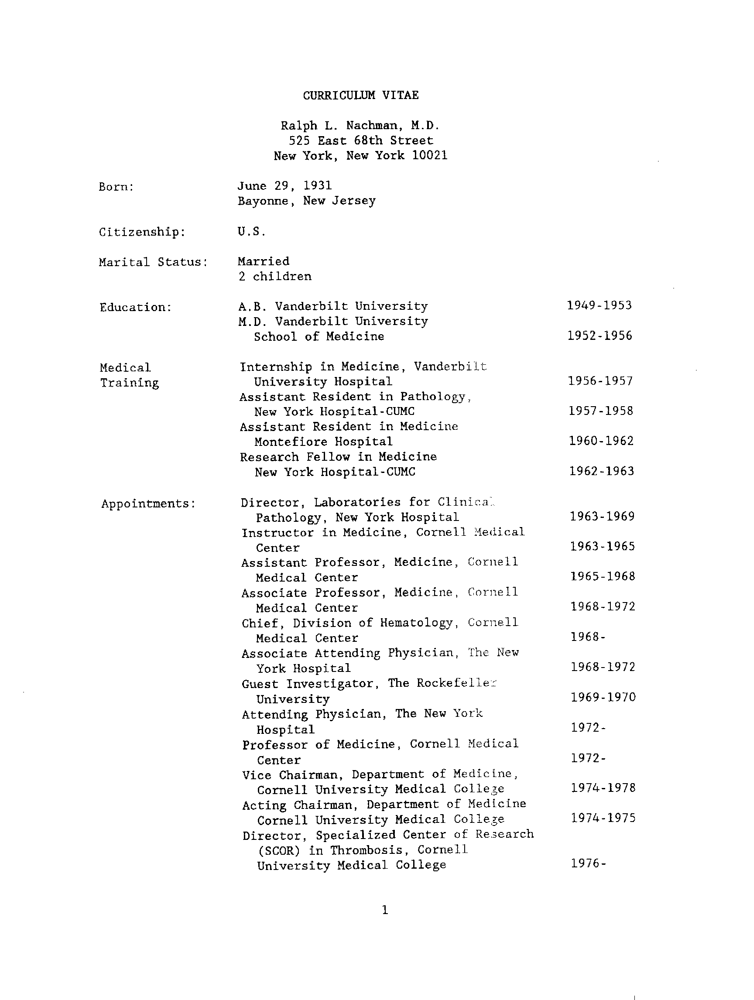 CURRICULUM VITAE
Ralph L. Nachman, M.D.
525 East 68th Street
New York, New York 10021
Born: June 29, 1931
Bayonne, New Jersey
Citizenship: U.S.
Marital Status: Married
2 children
Education: A.B. Vanderbilt University 1949-1953
M.D. Vanderbilt University
School of Medicine 1952-1956
Medical Internship in Medicine, Vanderbilt
Training University Hospital 1956-1957
Assistant Resident in Pathology,
New York Hospital-CUMC 1957-1958
Assistant Resident in Medicine
Montefiore Hospital 1960-1962
Research Fellow in Medicine
New York Hospital-CUMC 1962-1963
Appointments: Director, Laboratories for Clinical
Pathology, New York Hospital 1963-1969
Instructor in Medicine, Cornell Medical
Center 1963-1965
Assistant Professor, Medicine, Cornell
Medical Center 1965-1968
Associate Professor, Medicine, Cornell
Medical Center 1968-1972
Chief, Division of Hematology, Cornell
Medical Center 1968-
Associate Attending Physician, The New
York Hospital 1968-1972
Guest Investigator, The Rockefeller
University 1969-1970
Attending Physician, The New York
Hospital 1972-
Professor of Medicine, Cornell Medical
Center 1972-
Vice Chairman, Department of Medicine,
Cornell University Medical College 1974-1978
Acting Chairman, Department of Medicine
Cornell University Medical College 1974-1975
Director, Specialized Center of Research
(SCOR) in Thrombosis, Cornell
University Medical College 1976-
1